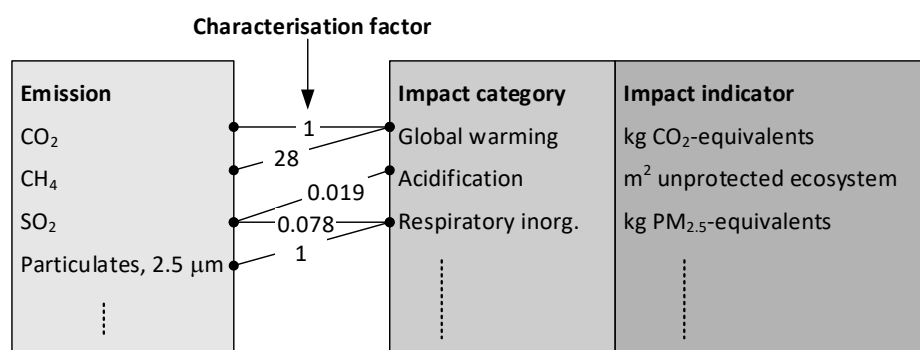 Characterisation factor
Emission
Impact category
Impact indicator
CO₂
1
Global warming
kg CO₂-equivalents
28
CH₄
0.019
Acidification
m² unprotected ecosystem
SO₂
0.078
Respiratory inorg.
kg PM₂.₅-equivalents
Particulates, 2.5 µm
1